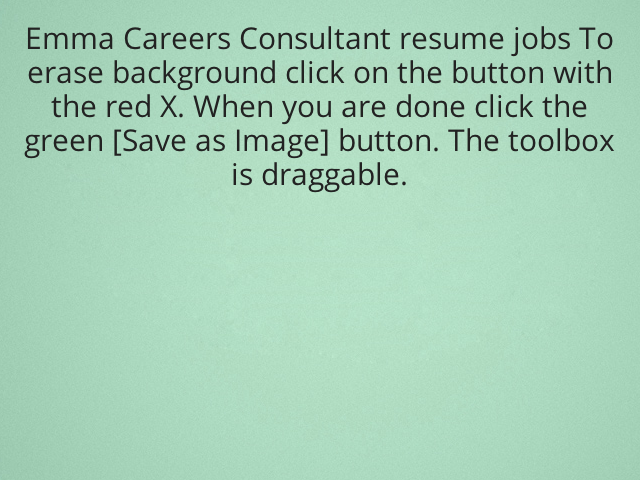 Emma Careers Consultant resume jobs To
erase background click on the button with
the red X. When you are done click the
green [Save as Image] button. The toolbox
is draggable.